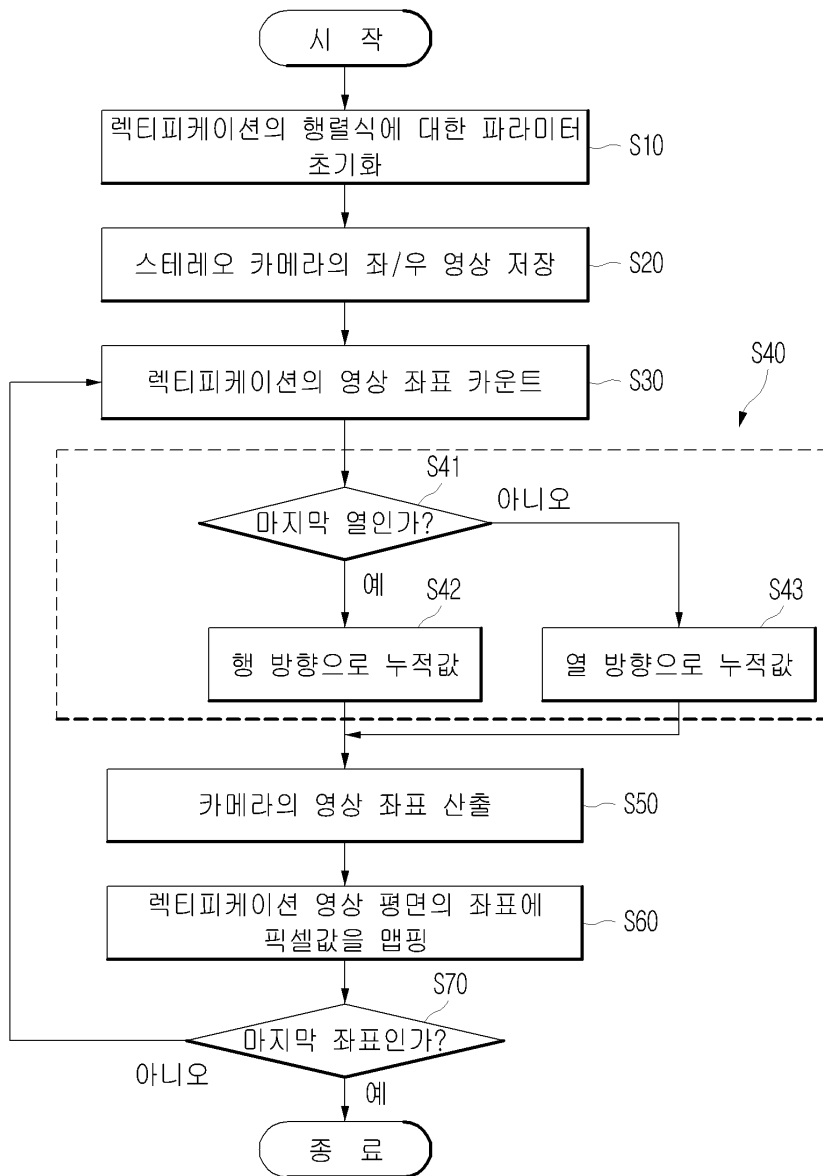 시 작
렉티피케이션의 행렬식에 대한 파라미터
초기화
S10
스테레오 카메라의 좌/우 영상 저장
S20
렉티피케이션의 영상 좌표 카운트
S30
S40
S41
마지막 열인가?
아니오
예
S42
행 방향으로 누적값
S43
열 방향으로 누적값
카메라의 영상 좌표 산출
S50
렉티피케이션 영상 평면의 좌표에
픽셀값을 맵핑
S60
S70
마지막 좌표인가?
아니오
예
종 료